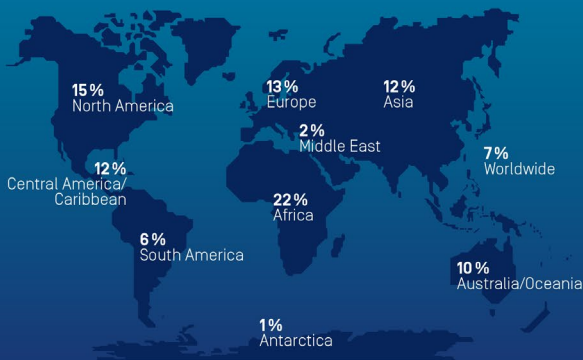 15 %
North America
13 %
Europe
12 %
Asia
2 %
Middle East
7 %
Worldwide
12 %
Central America/
Caribbean
22 %
Africa
6 %
South America
10 %
Australia/Oceania
1 %
Antarctica